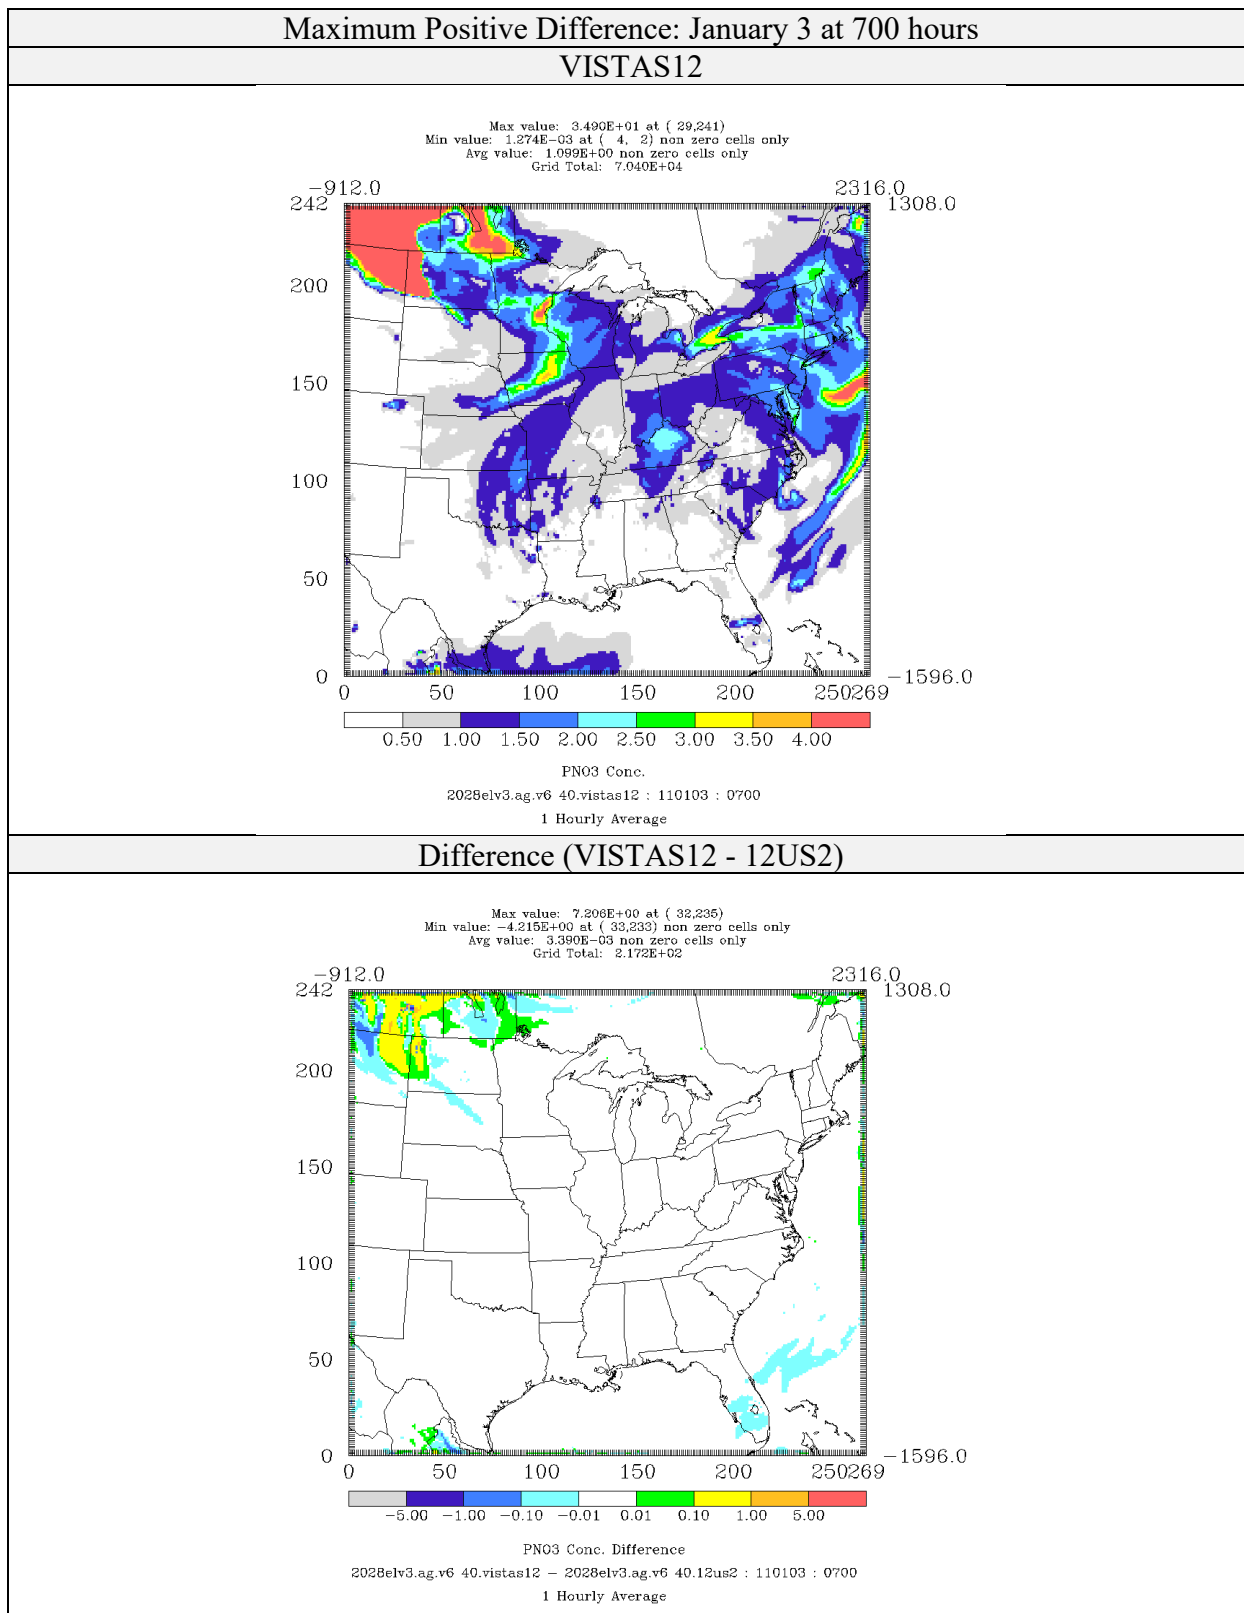 Maximum Positive Difference: January 3 at 700 hours
VISTAS12
Max value: 3.490E+01 at ( 29,241)
Min value: 1.274E-03 at ( 4, 2) non zero cells only
Avg value: 1.099E+00 non zero cells only
Grid Total: 7.040E+04
-912.0 2316.0
242 1308.0
200
150
100
50
0 -1596.0
0 50 100 150 200 250269
0.50 1.00 1.50 2.00 2.50 3.00 3.50 4.00
PNO3 Conc.
2028elv3.ag.v6 40.vistas12 : 110103 : 0700
1 Hourly Average
Difference (VISTAS12 - 12US2)
Max value: 7.206E+00 at ( 32,235)
Min value: -4.215E+00 at ( 33,233) non zero cells only
Avg value: 3.390E-03 non zero cells only
Grid Total: 2.172E+02
-912.0 2316.0
242 1308.0
200
150
100
50
0 -1596.0
0 50 100 150 200 250269
-5.00 -1.00 -0.10 -0.01 0.01 0.10 1.00 5.00
PNO3 Conc. Difference
2028elv3.ag.v6 40.vistas12 - 2028elv3.ag.v6 40.12us2 : 110103 : 0700
1 Hourly Average